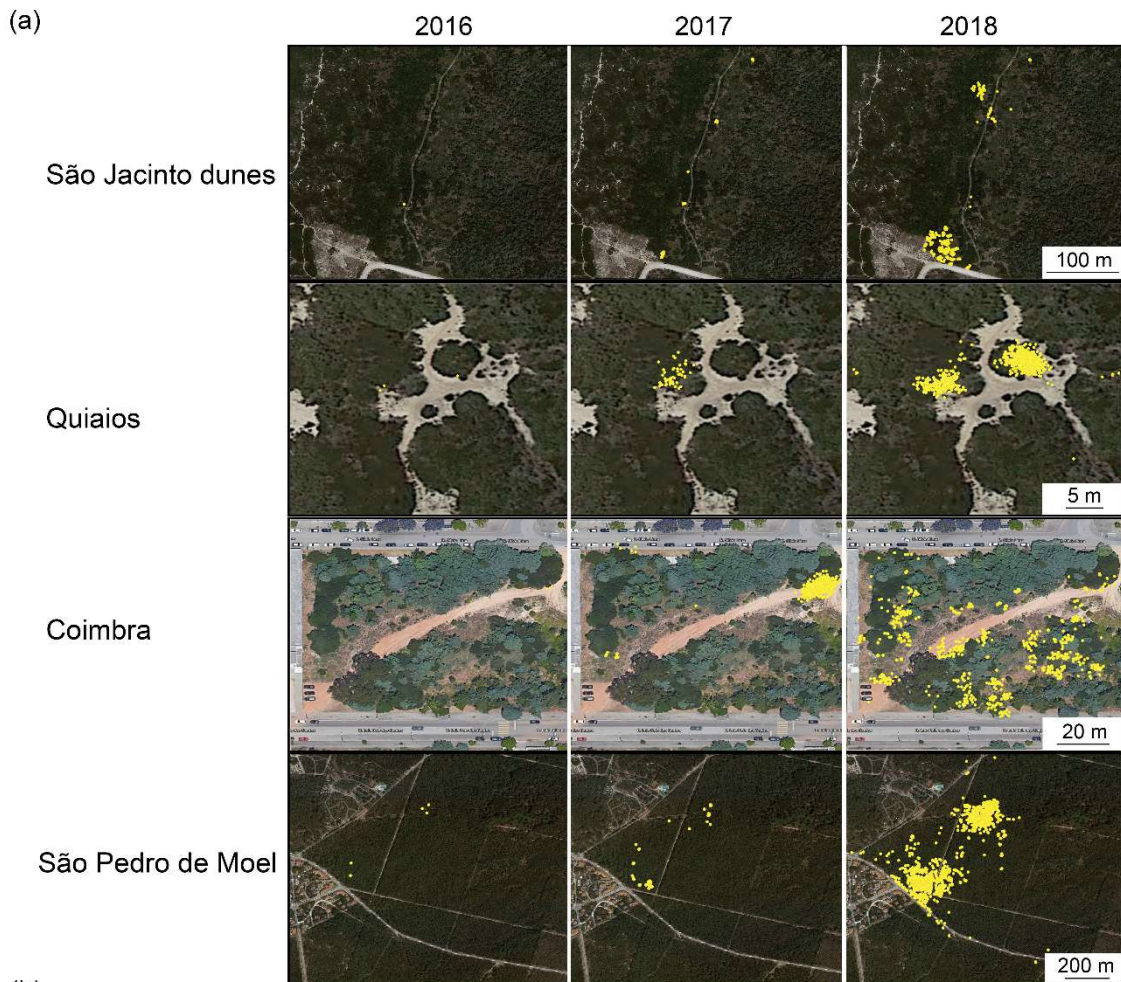 (a)
2016 2017 2018
São Jacinto dunes
100 m
Quiaios
5 m
Coimbra
20 m
São Pedro de Moel
200 m